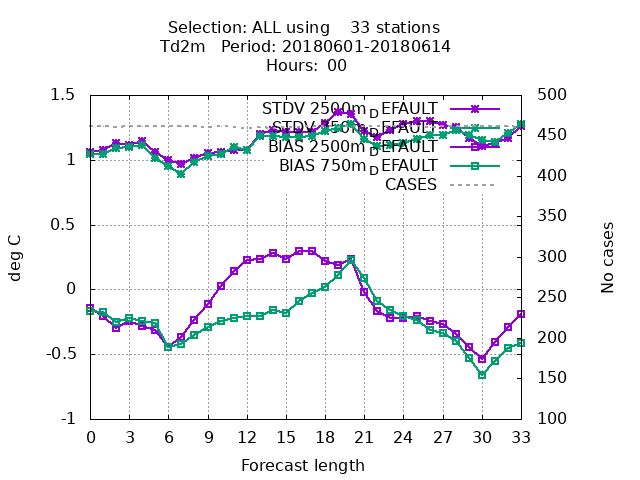 Selection: ALL using 33 stations
Td2m Period: 20180601-20180614
Hours: 00
STDV 2500m_DEFAULT
STDV 750m_DEFAULT
BIAS 2500m_DEFAULT
BIAS 750m_DEFAULT
CASES
1.5
1
0.5
0
-0.5
-1
deg C
500
450
400
350
300
250
200
150
100
No cases
0 3 6 9 12 15 18 21 24 27 30 33
Forecast length